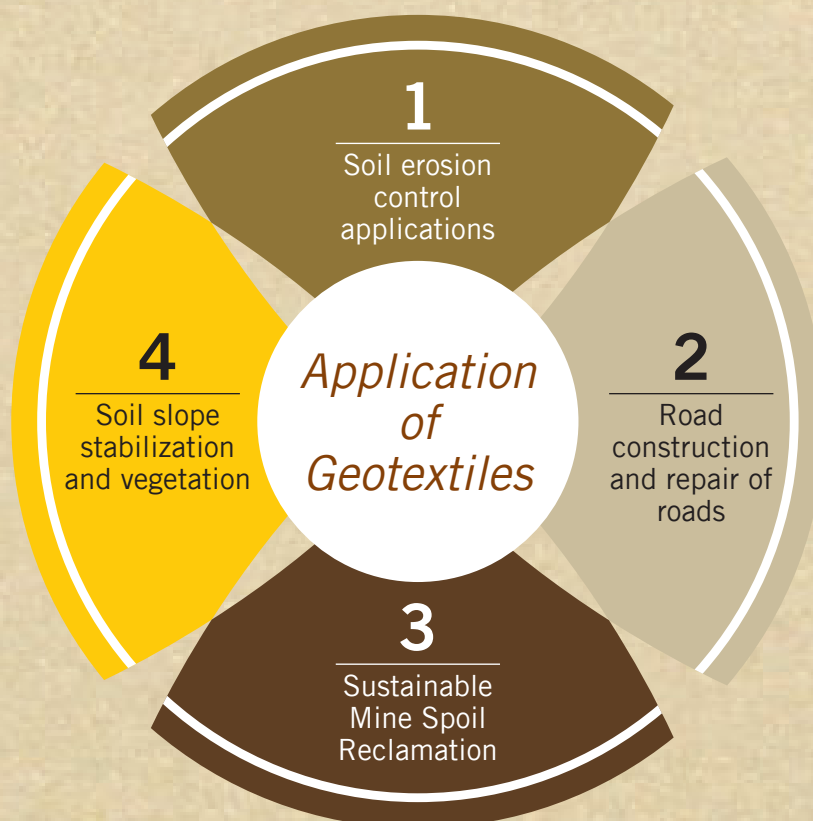 1
Soil erosion
control
applications
2
Road
construction
and repair of
roads
3
Sustainable
Mine Spoil
Reclamation
4
Soil slope
stabilization
and vegetation
Application
of
Geotextiles